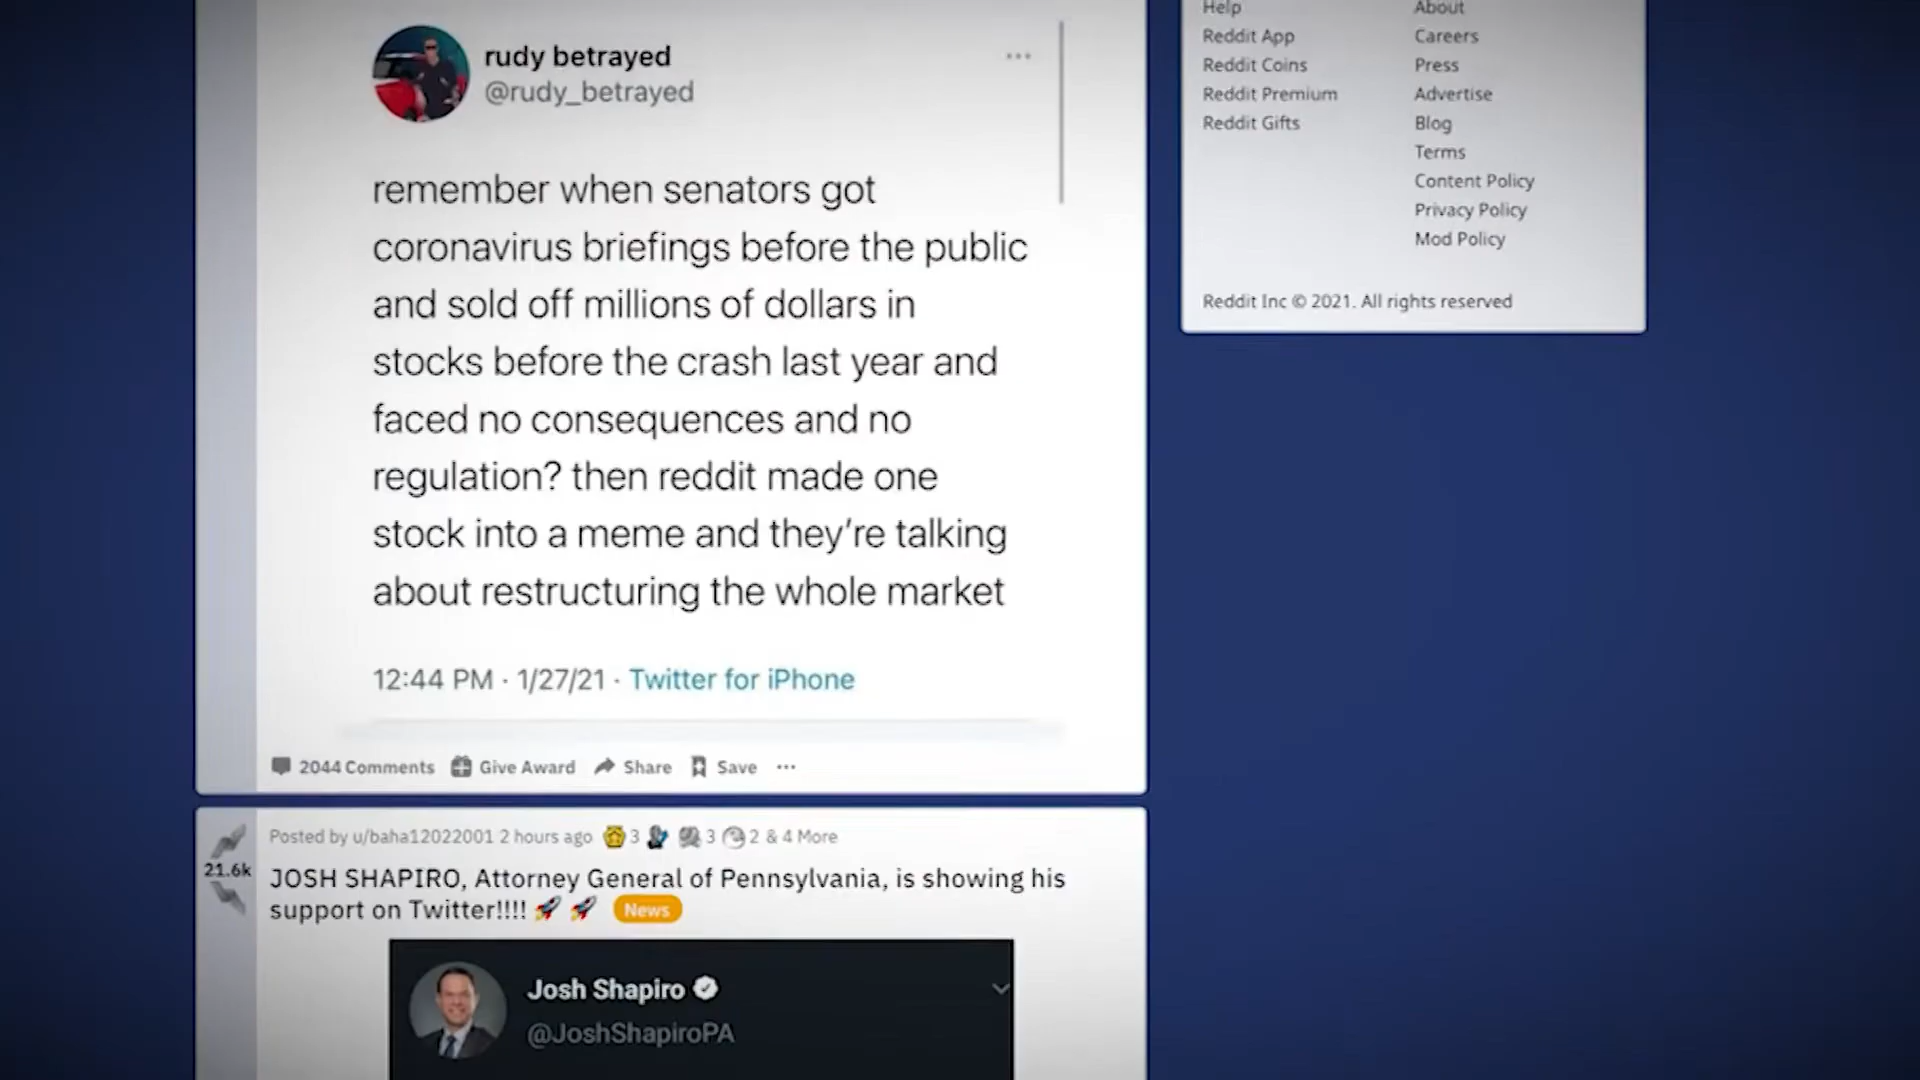 rudy betrayed
@rudy_betrayed
remember when senators got
coronavirus briefings before the public
and sold off millions of dollars in
stocks before the crash last year and
faced no consequences and no
regulation? then reddit made one
stock into a meme and they’re talking
about restructuring the whole market
12:44 PM · 1/27/21 · Twitter for iPhone
2044 Comments Give Award Share Save
Posted by u/baha12022001 2 hours ago 3 3 2 & 4 More
21.6k
JOSH SHAPIRO, Attorney General of Pennsylvania, is showing his
support on Twitter!!!! 🚀 🚀 News
Josh Shapiro
@JoshShapiroPA
Help
Reddit App
Reddit Coins
Reddit Premium
Reddit Gifts
About
Careers
Press
Advertise
Blog
Terms
Content Policy
Privacy Policy
Mod Policy
Reddit Inc © 2021. All rights reserved